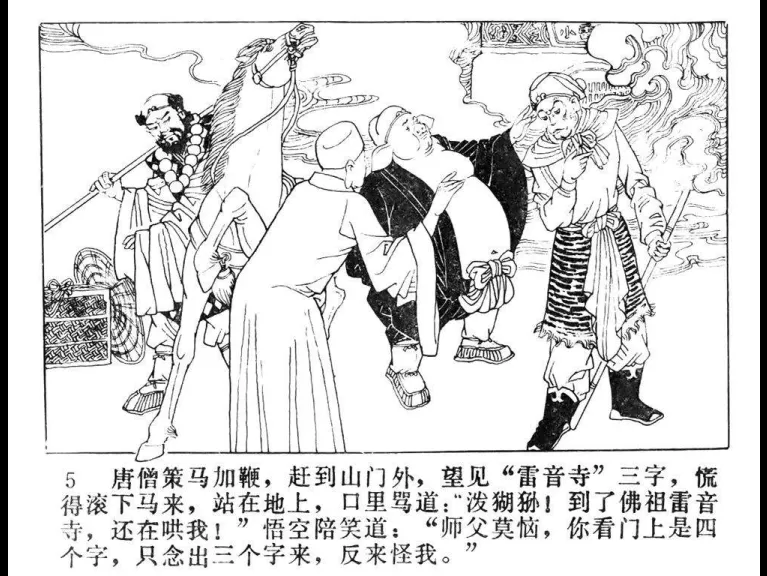 小
5 唐僧策马加鞭，赶到山门外，望见“雷音寺”三字，慌
得滚下马来，站在地上，口里骂道：“泼猢狲！到了佛祖雷音
寺，还在哄我！”悟空陪笑道：“师父莫恼，你看门上是四
个字，只念出三个字来，反来怪我。”